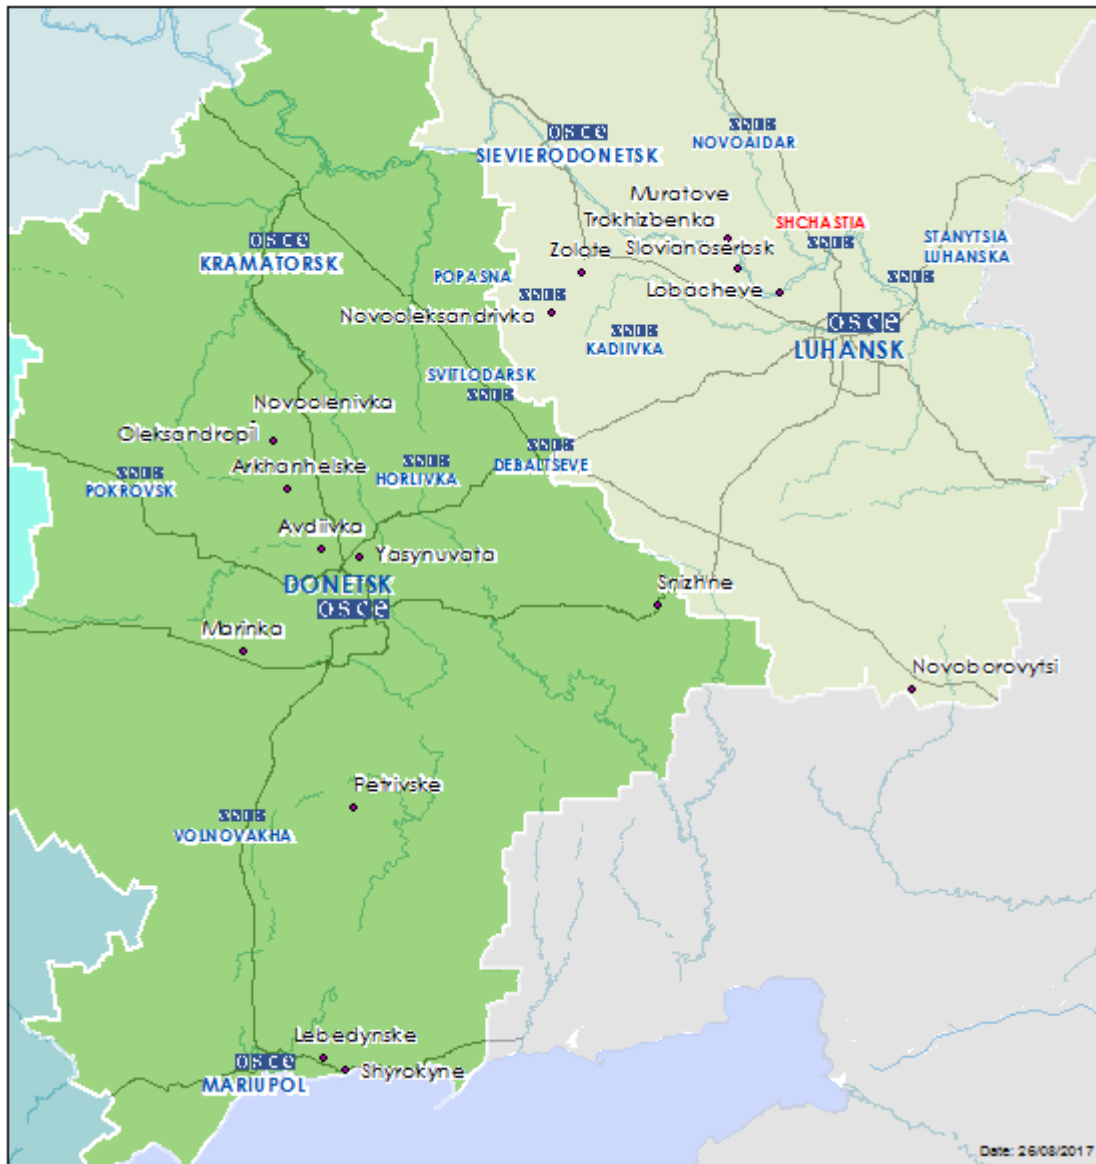 osce
SIEVIERODONETSK
NOVOAIDAR
Muratove
Trokhizbenka
SHCHASTIA
osce
KRAMATORSK
Zolote
Slovianoserbsk
STANYTSIA
LUHANSKA
POPASNA
Lobacheve
Novooleksandrivka
KADIIVKA
osce
LUHANSK
SVITLODARSK
Novoolenivka
Oleksandropil
Arkhanhelske
POKROVSK
HORLIVKA
DEBALTSEVE
Avdiivka
Yasynuvata
DONETSK
osce
Snizhne
Marinka
Novoborovytsi
Petrivske
VOLNOVAKHA
Lebedynske
osce
Shyrokyne
MARIUPOL
Date: 26/08/2017